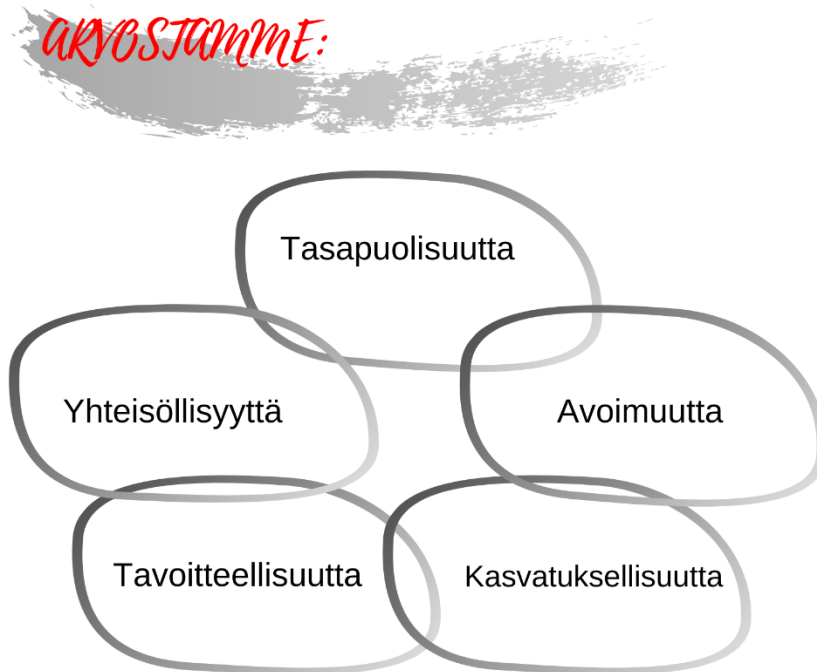 ARVOSTAMME:
Tasapuolisuutta
Yhteisöllisyyttä
Avoimuutta
Tavoitteellisuutta
Kasvatuksellisuutta